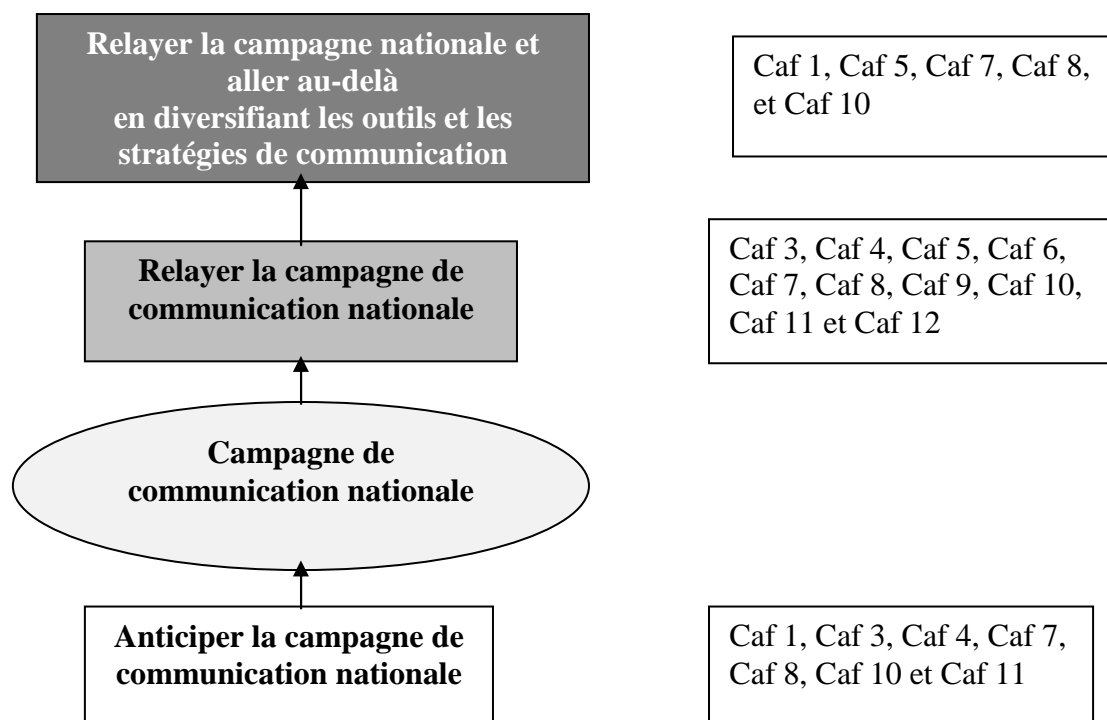 Relayer la campagne nationale et
aller au-delà
en diversifiant les outils et les
stratégies de communication
Caf 1, Caf 5, Caf 7, Caf 8,
et Caf 10
Relayer la campagne de
communication nationale
Caf 3, Caf 4, Caf 5, Caf 6,
Caf 7, Caf 8, Caf 9, Caf 10,
Caf 11 et Caf 12
Campagne de
communication nationale
Anticiper la campagne de
communication nationale
Caf 1, Caf 3, Caf 4, Caf 7,
Caf 8, Caf 10 et Caf 11